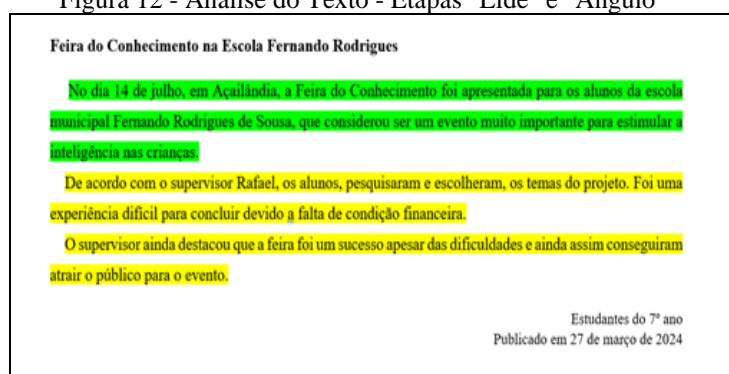 Figura 12 - Análise do Texto - Etapas "Lide" e "Ângulo"
Feira do Conhecimento na Escola Fernando Rodrigues
No dia 14 de julho, em Açailândia, a Feira do Conhecimento foi apresentada para os alunos da escola
municipal Fernando Rodrigues de Sousa, que considerou ser um evento muito importante para estimular a
inteligência nas crianças.
De acordo com o supervisor Rafael, os alunos, pesquisaram e escolheram, os temas do projeto. Foi uma
experiência difícil para concluir devido a falta de condição financeira.
O supervisor ainda destacou que a feira foi um sucesso apesar das dificuldades e ainda assim conseguiram
atrair o público para o evento.
Estudantes do 7º ano
Publicado em 27 de março de 2024